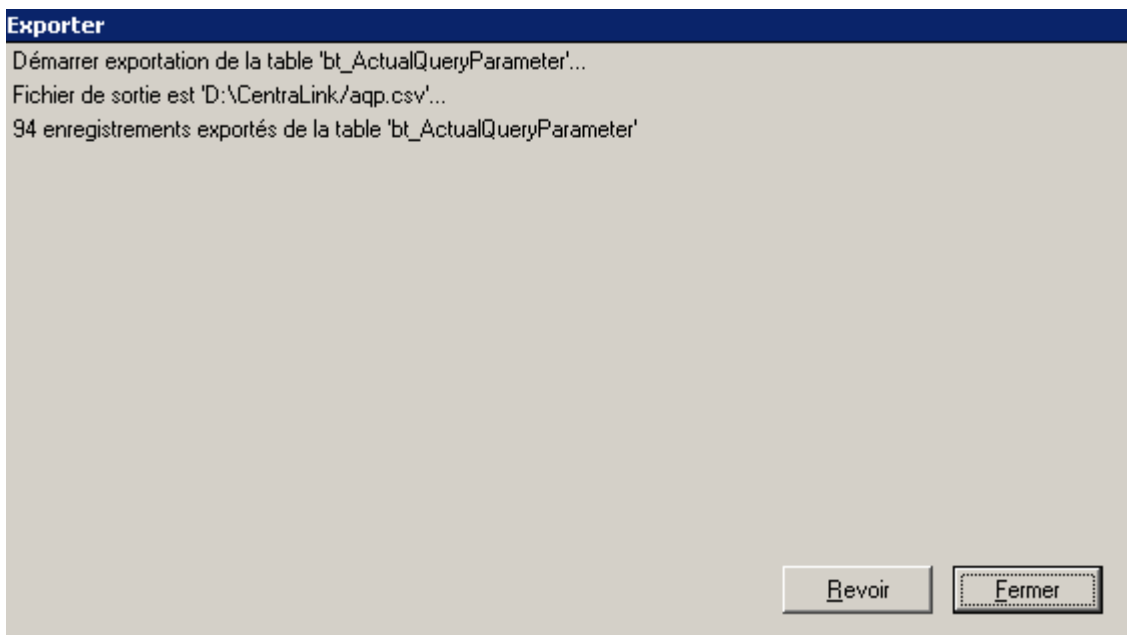 Exporter
Démarrer exportation de la table 'bt_ActualQueryParameter'...
Fichier de sortie est 'D:\CentraLink/aqp.csv'...
94 enregistrements exportés de la table 'bt_ActualQueryParameter'
Revoir Fermer